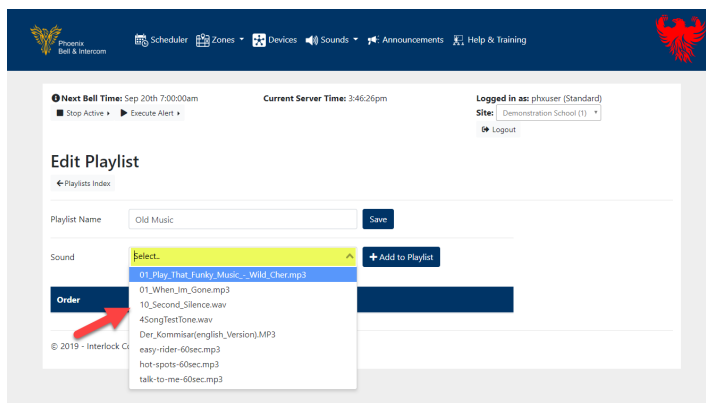 Phoenix
Bell & Intercom
Scheduler Zones Devices Sounds Announcements Help & Training
Next Bell Time: Sep 20th 7:00:00am Current Server Time: 3:46:26pm Logged in as: phxuser (Standard)
Stop Active Execute Alert Site: Demonstration School (1)
Logout
Edit Playlist
Playlists Index
Playlist Name Old Music Save
Sound Select.. Add to Playlist
01_Play_That_Funky_Music_-_Wild_Cher.mp3
01_When_Im_Gone.mp3
Order 10_Second_Silence.wav
4SongTestTone.wav
Der_Kommisar(english_Version).MP3
© 2019 - Interlock easy-rider-60sec.mp3
hot-spots-60sec.mp3
talk-to-me-60sec.mp3